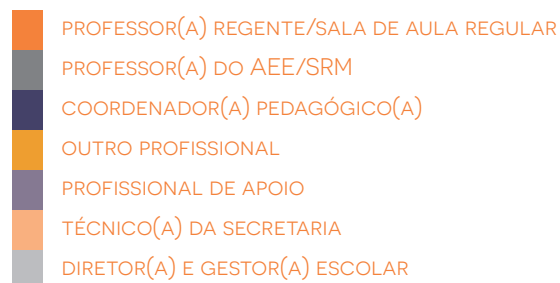 PROFESSOR(A) REGENTE/SALA DE AULA REGULAR
PROFESSOR(A) DO AEE/SRM
COORDENADOR(A) PEDAGÓGICO(A)
OUTRO PROFISSIONAL
PROFISSIONAL DE APOIO
TÉCNICO(A) DA SECRETARIA
DIRETOR(A) E GESTOR(A) ESCOLAR